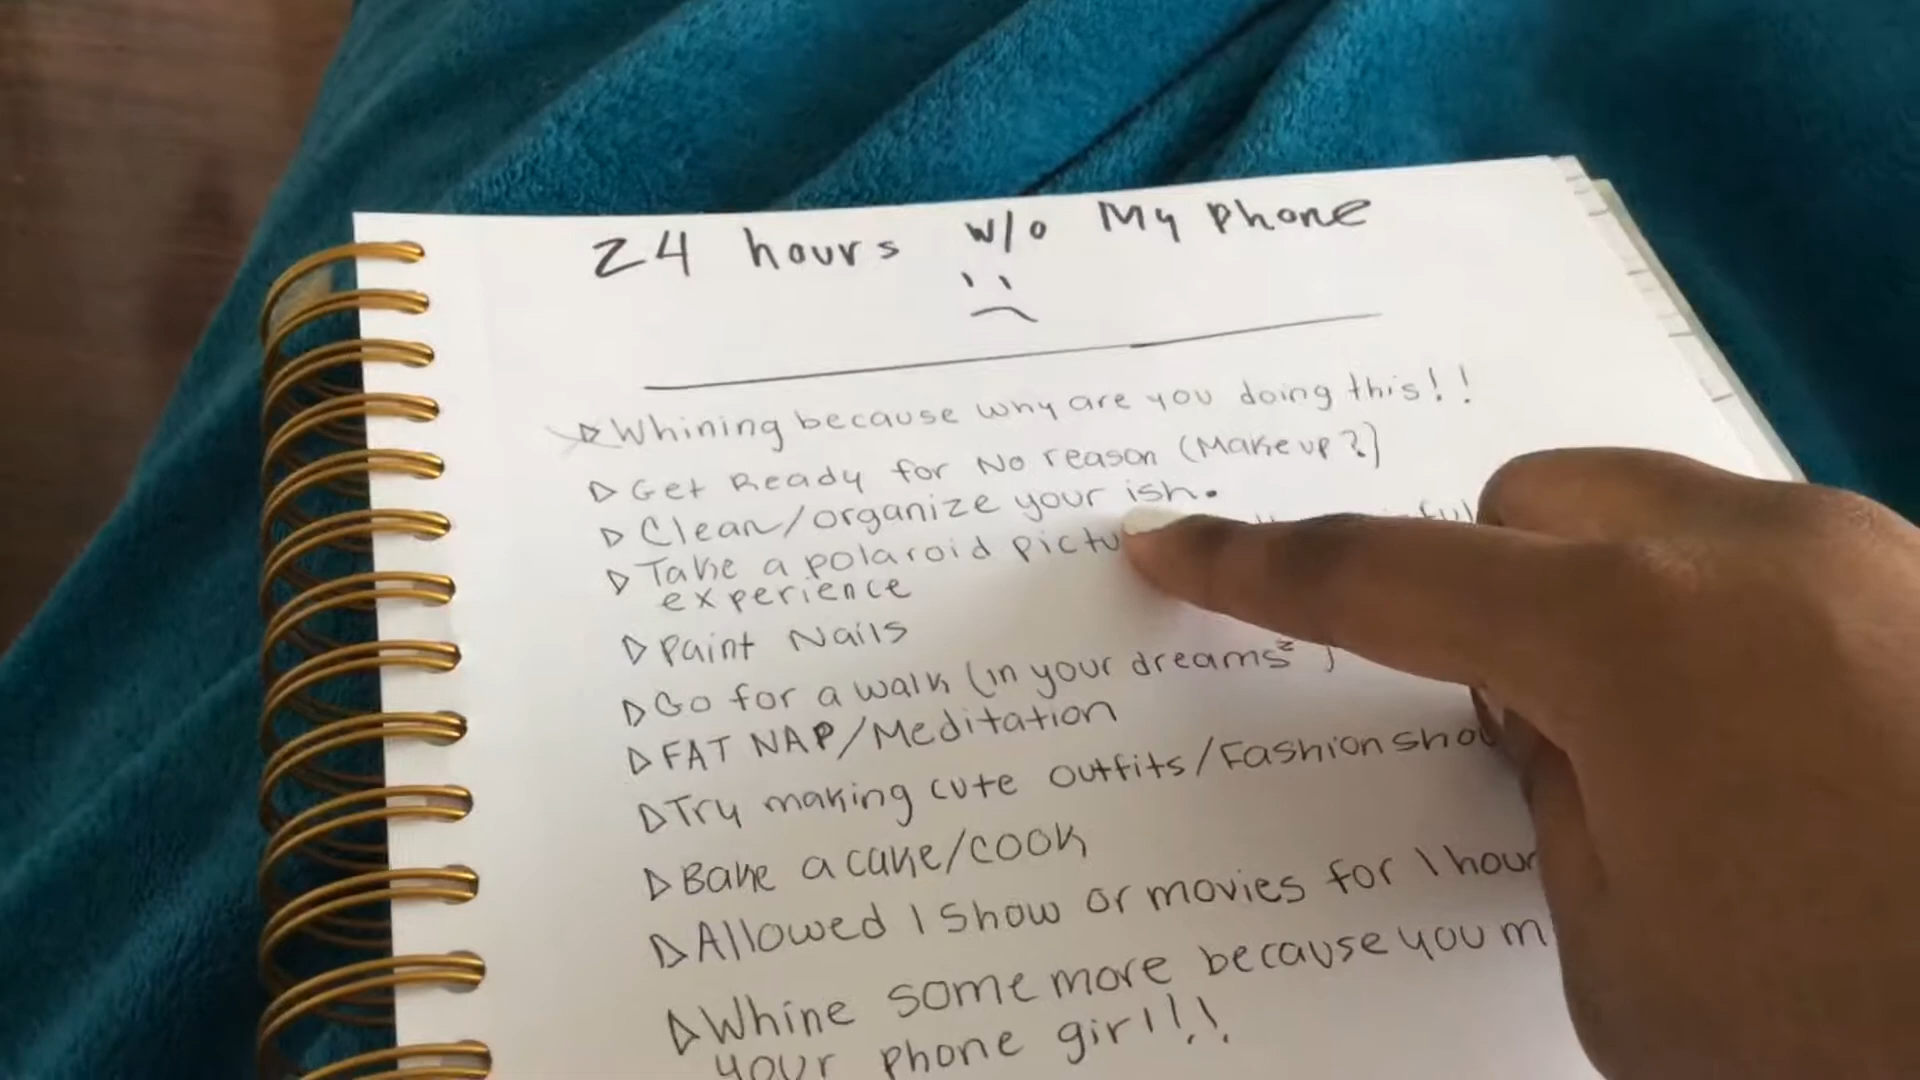 24 hours w/o My phone
Whining because why are you doing this!!
Get Ready for No reason (Makeup?)
Clean/organize your ish.
Take a polaroid
experience
Paint Nails
Go for a walk (in your dreams)
FAT NAP/Meditation
Try making cute outfits/Fashion
Bake a cake/cook
Allowed 1 show or movies for 1 hour
Whine some more because you
your phone girl!!!